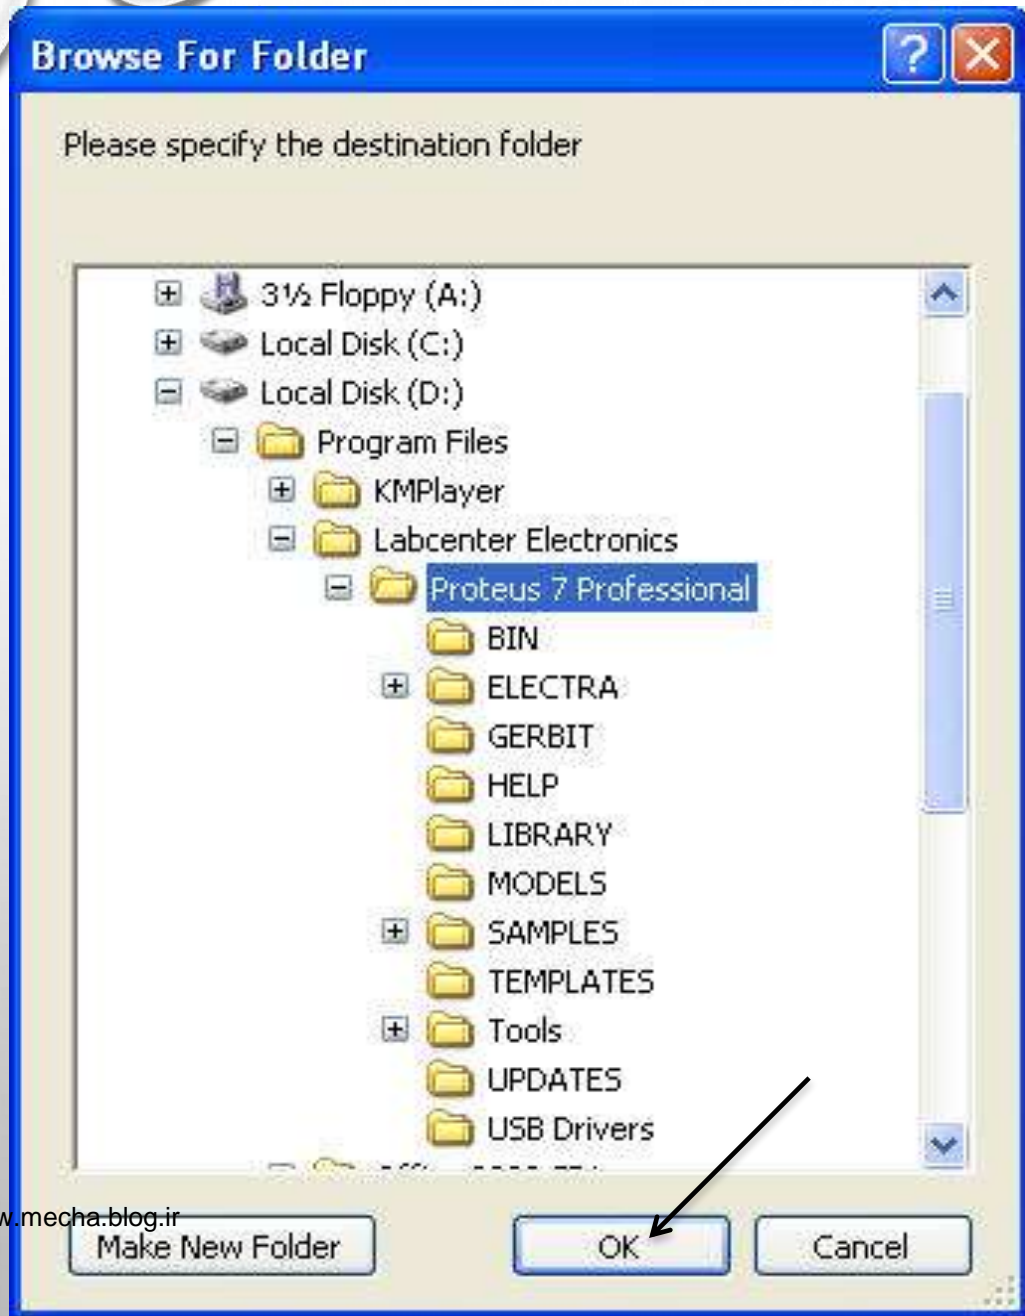 Browse For Folder
Please specify the destination folder
3½ Floppy (A:)
Local Disk (C:)
Local Disk (D:)
Program Files
KMPlayer
Labcenter Electronics
Proteus 7 Professional
BIN
ELECTRA
GERBIT
HELP
LIBRARY
MODELS
SAMPLES
TEMPLATES
Tools
UPDATES
USB Drivers
w.mecha.blog.ir
Make New Folder OK Cancel